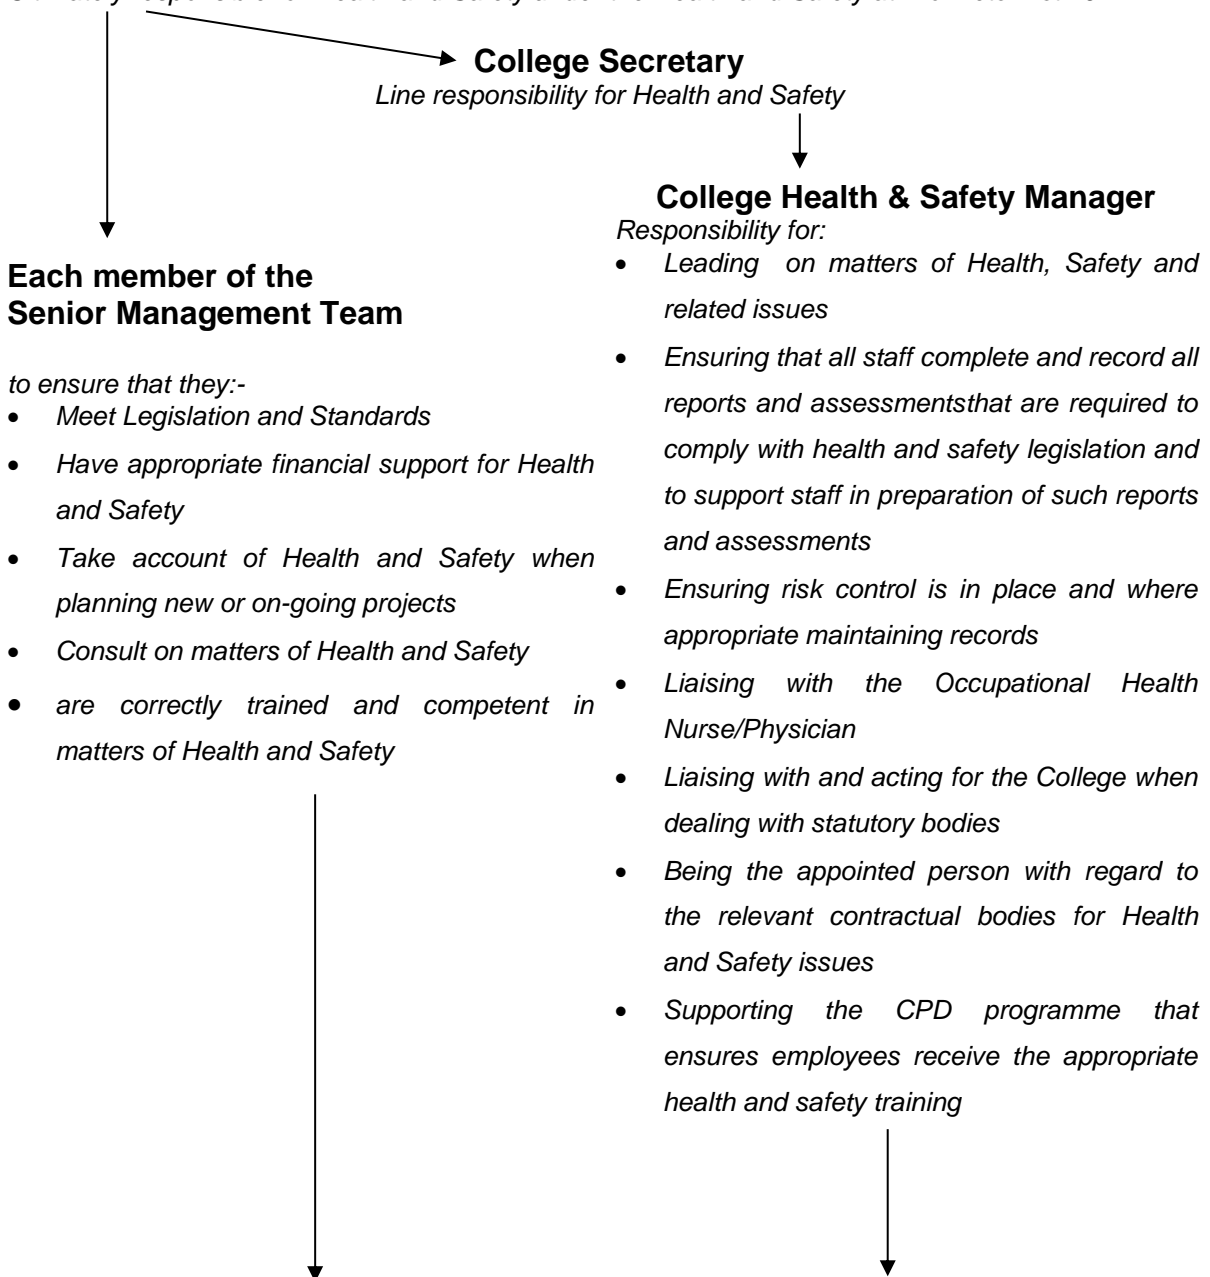 College Secretary
Line responsibility for Health and Safety
College Health & Safety Manager
Responsibility for:
• Leading on matters of Health, Safety and
related issues
• Ensuring that all staff complete and record all
reports and assessmentsthat are required to
comply with health and safety legislation and
to support staff in preparation of such reports
and assessments
• Ensuring risk control is in place and where
appropriate maintaining records
• Liaising with the Occupational Health
Nurse/Physician
• Liaising with and acting for the College when
dealing with statutory bodies
• Being the appointed person with regard to
the relevant contractual bodies for Health
and Safety issues
• Supporting the CPD programme that
ensures employees receive the appropriate
health and safety training
Each member of the
Senior Management Team
to ensure that they:-
• Meet Legislation and Standards
• Have appropriate financial support for Health
and Safety
• Take account of Health and Safety when
planning new or on-going projects
• Consult on matters of Health and Safety
• are correctly trained and competent in
matters of Health and Safety